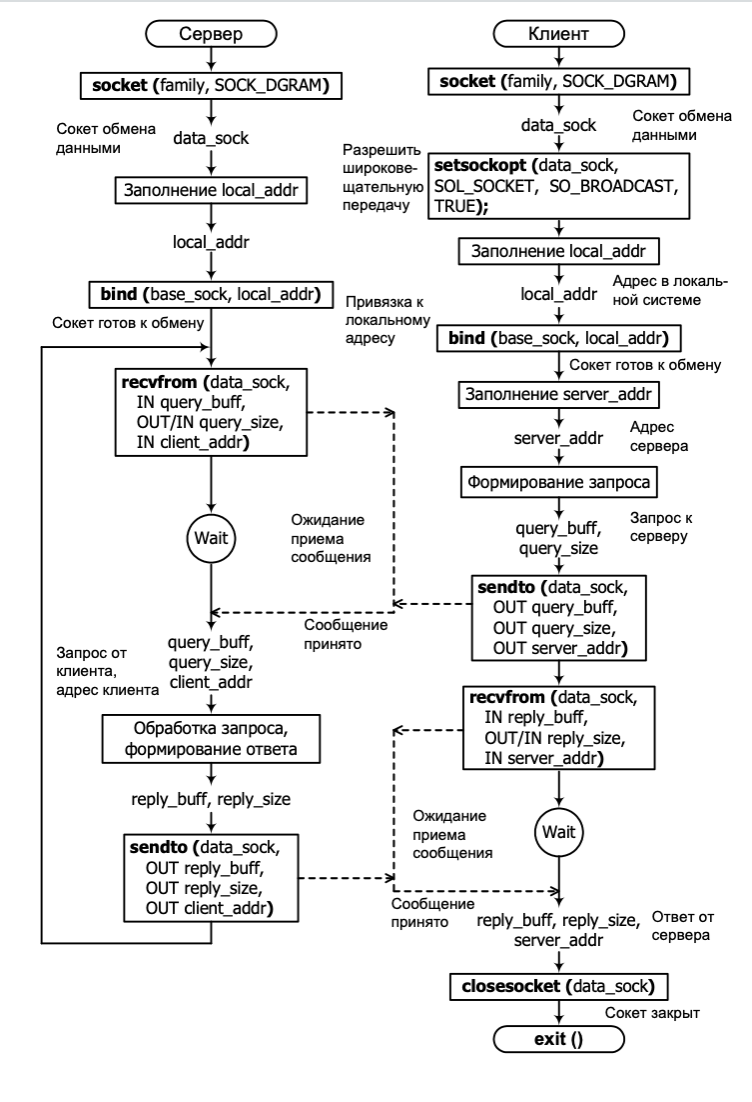 Сервер
socket (family, SOCK_DGRAM)
Сокет обмена
данными
data_sock
Заполнение local_addr
local_addr
bind (base_sock, local_addr)
Сокет готов к обмену
recvfrom (data_sock,
IN query_buff,
OUT/IN query_size,
IN client_addr)
Wait
Ожидание
приема
сообщения
Сообщение
принято
Запрос от
клиента,
адрес клиента
query_buff,
query_size,
client_addr
Обработка запроса,
формирование ответа
reply_buff, reply_size
sendto (data_sock,
OUT reply_buff,
OUT reply_size,
OUT client_addr)
Клиент
socket (family, SOCK_DGRAM)
data_sock
Сокет обмена
данными
Разрешить
широкове-
щательную
передачу
setsockopt (data_sock,
SOL_SOCKET, SO_BROADCAST,
TRUE);
Заполнение local_addr
local_addr
Адрес в локаль-
ной системе
Привязка к
локальному
адресу
bind (base_sock, local_addr)
Сокет готов к обмену
Заполнение server_addr
server_addr
Адрес
сервера
Формирование запроса
query_buff,
query_size
Запрос к
серверу
sendto (data_sock,
OUT query_buff,
OUT query_size,
OUT server_addr)
recvfrom (data_sock,
IN reply_buff,
OUT/IN reply_size,
IN server_addr)
Ожидание
приема
сообщения
Wait
Сообщение
принято
reply_buff, reply_size,
server_addr
Ответ от
сервера
closesocket (data_sock)
Сокет закрыт
exit ()